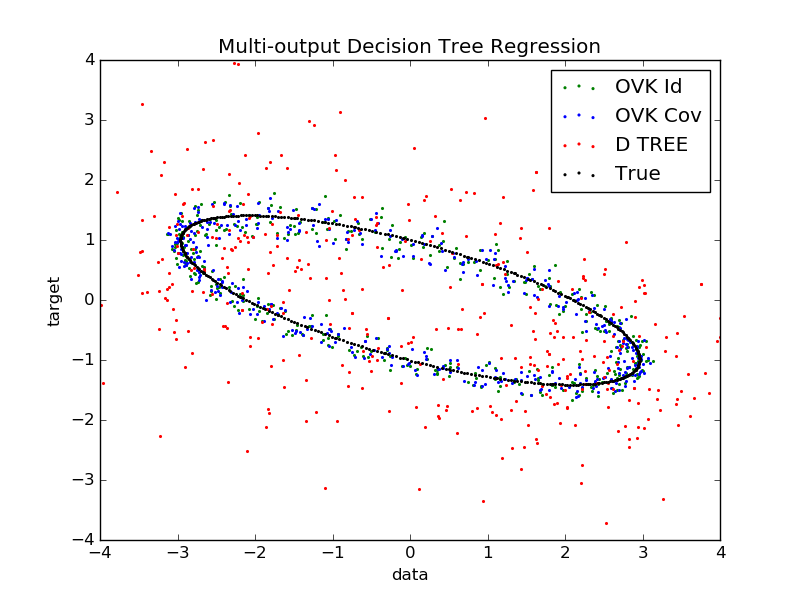 Multi-output Decision Tree Regression
OVK Id
OVK Cov
D TREE
True
4
3
2
1
0
−1
−2
−3
−4
target
−4 −3 −2 −1 0 1 2 3 4
data